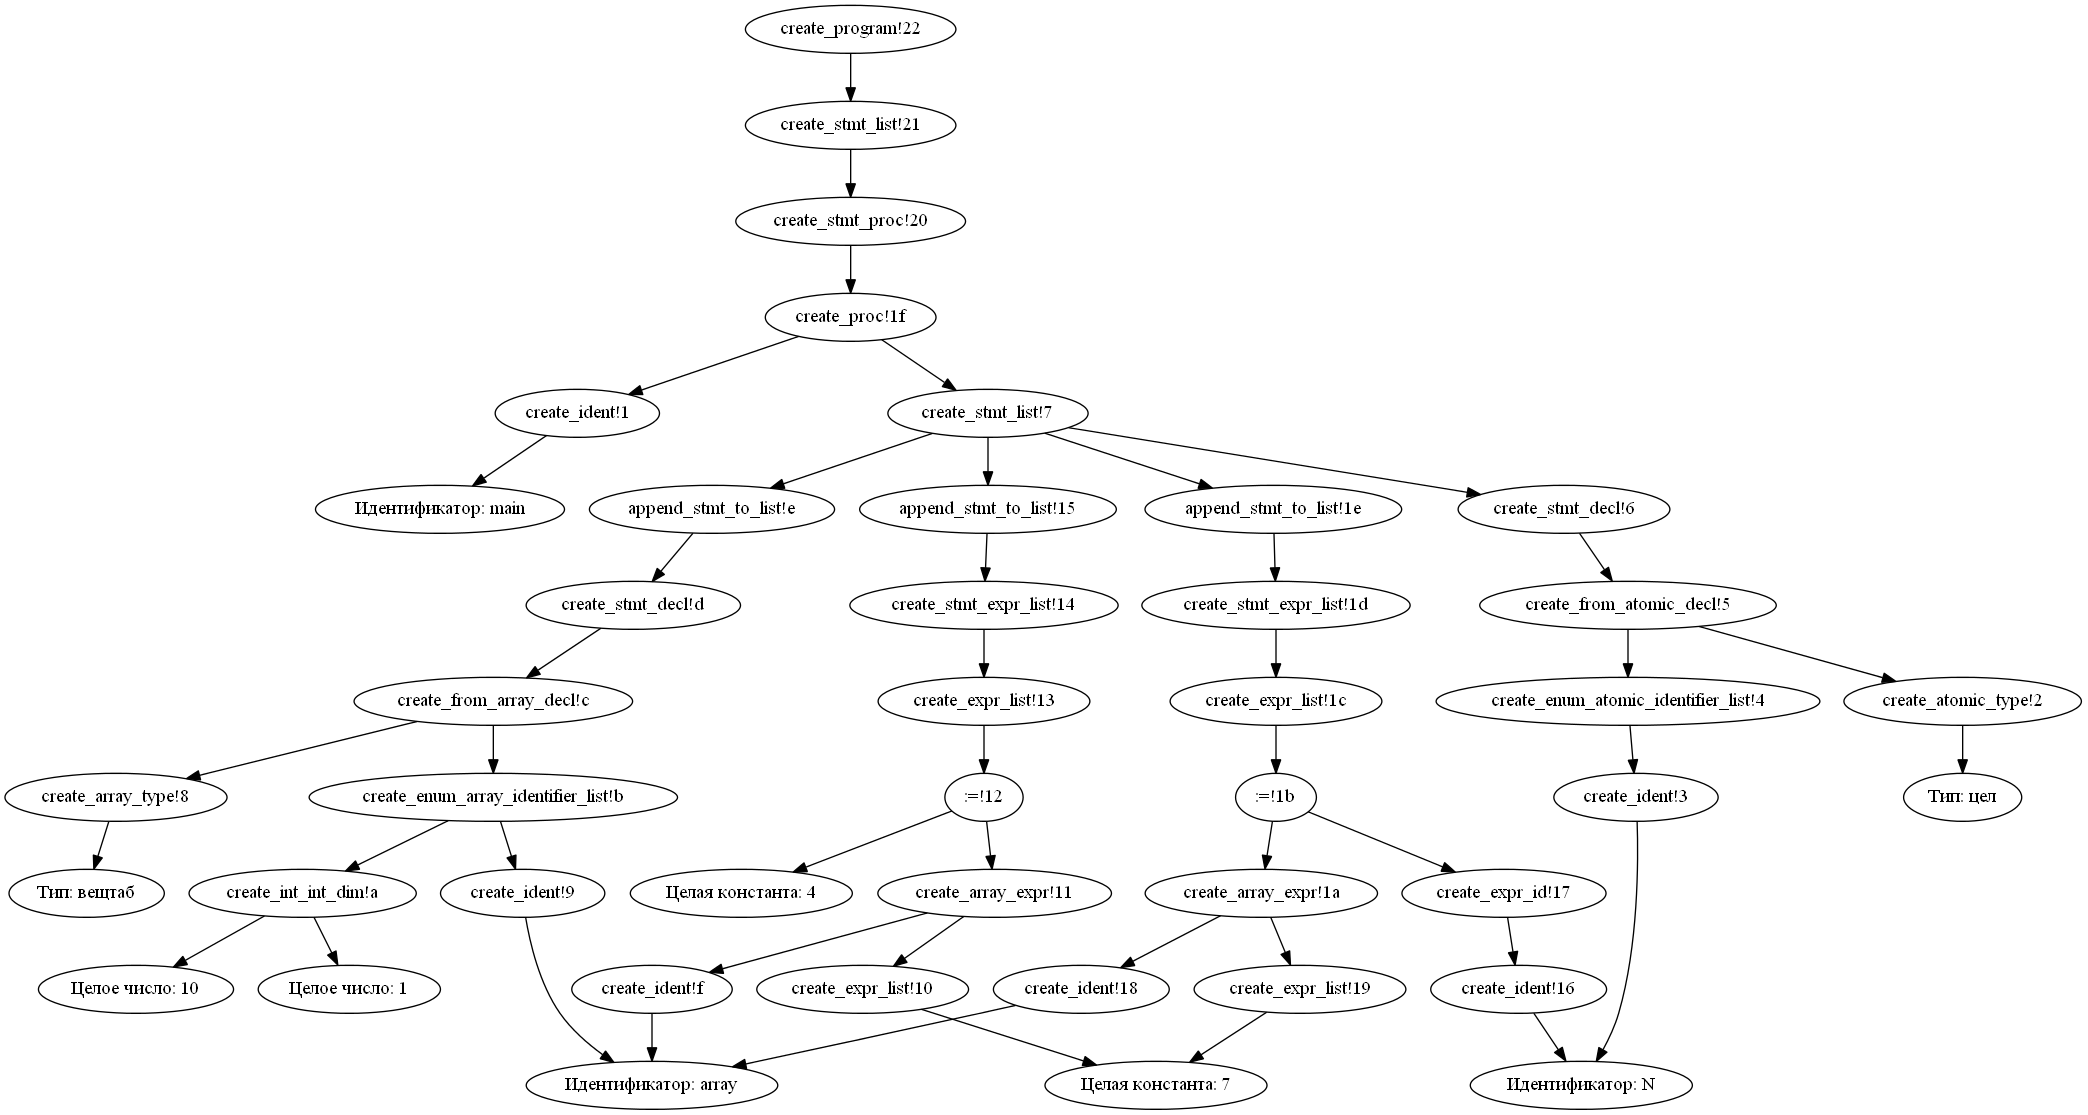 create_program!22
create_stmt_list!21
create_stmt_proc!20
create_proc!1f
create_ident!1
create_stmt_list!7
Идентификатор: main
append_stmt_to_list!e
append_stmt_to_list!15
append_stmt_to_list!1e
create_stmt_decl!6
create_stmt_decl!d
create_stmt_expr_list!14
create_stmt_expr_list!1d
create_from_atomic_decl!5
create_from_array_decl!c
create_expr_list!13
create_expr_list!1c
create_enum_atomic_identifier_list!4
create_atomic_type!2
create_array_type!8
create_enum_array_identifier_list!b
:=!12
:=!1b
create_ident!3
Тип: цел
Тип: вещтаб
create_int_int_dim!a
create_ident!9
Целая константа: 4
create_array_expr!11
create_array_expr!1a
create_expr_id!17
Целое число: 10
Целое число: 1
create_ident!f
create_expr_list!10
create_ident!18
create_expr_list!19
create_ident!16
Идентификатор: array
Целая константа: 7
Идентификатор: N